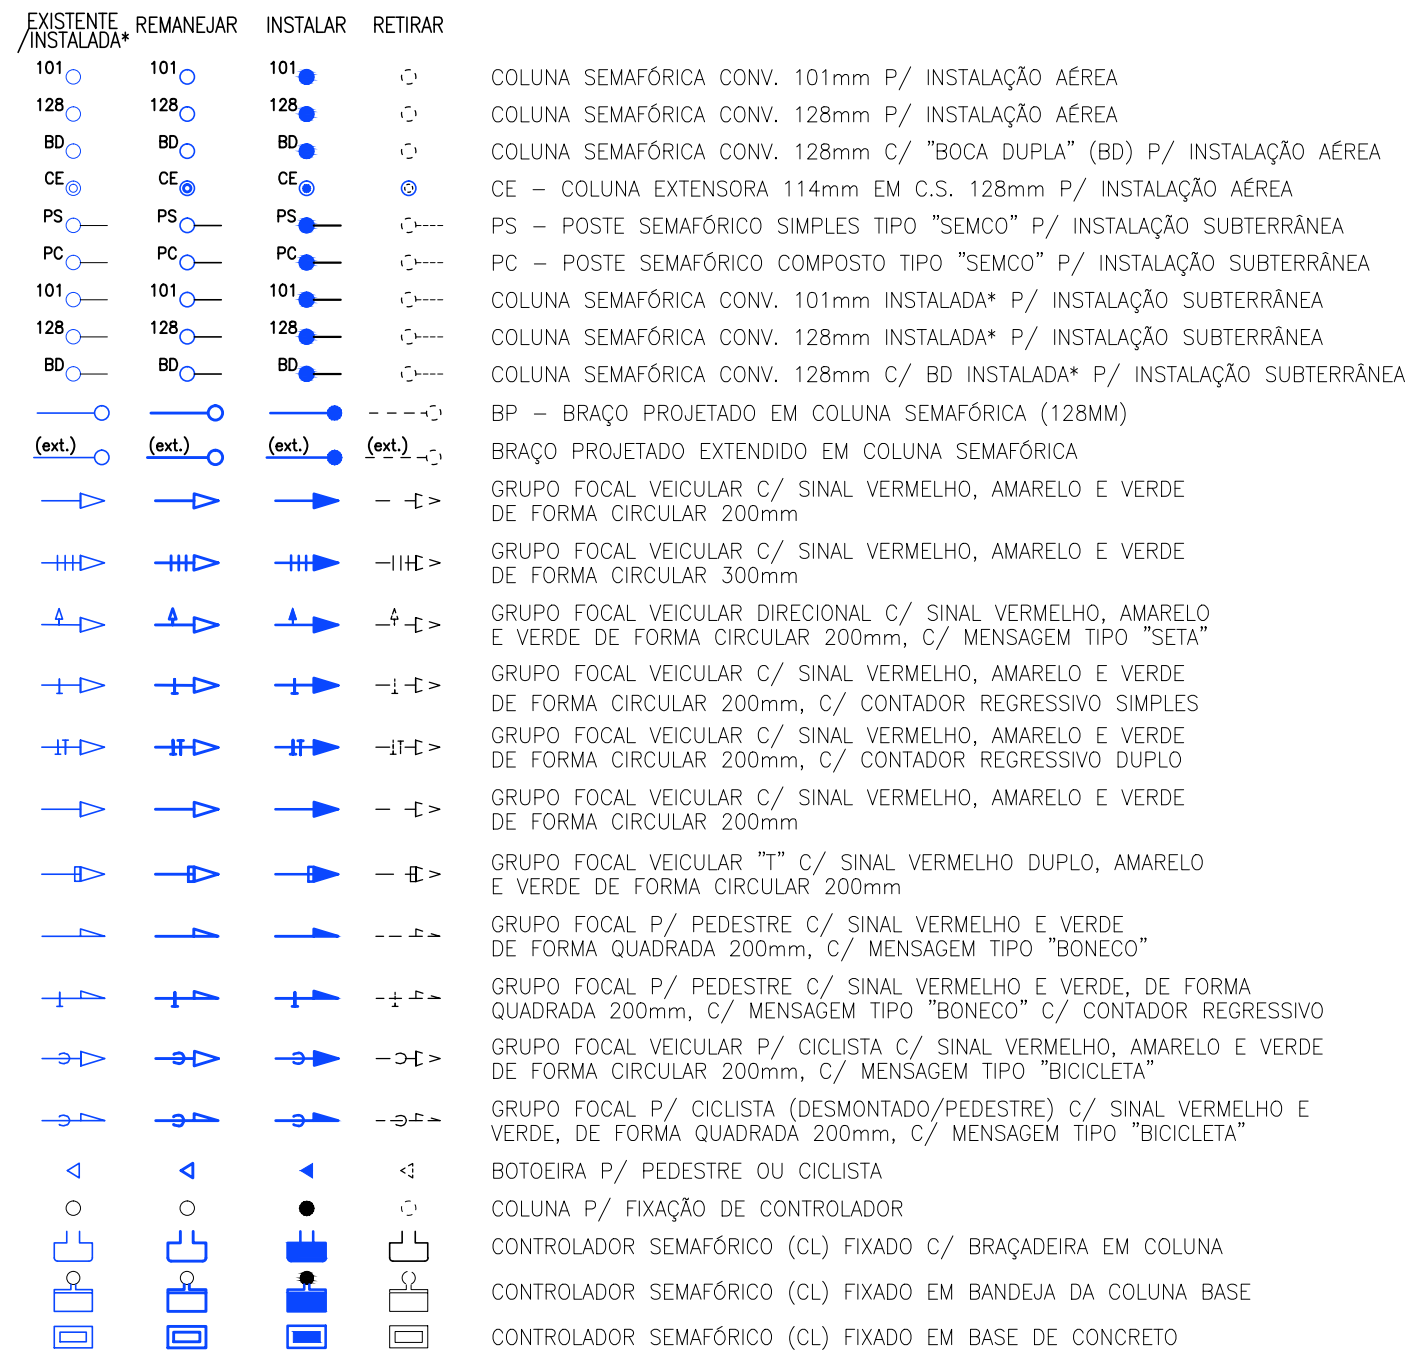 EXISTENTE
/INSTALADA*
REMANEJAR
INSTALAR
RETIRAR
101 101 101 COLUNA SEMAFÓRICA CONV. 101mm P/ INSTALAÇÃO AÉREA
128 128 128 COLUNA SEMAFÓRICA CONV. 128mm P/ INSTALAÇÃO AÉREA
BD BD BD COLUNA SEMAFÓRICA CONV. 128mm C/ "BOCA DUPLA" (BD) P/ INSTALAÇÃO AÉREA
CE CE CE CE – COLUNA EXTENSORA 114mm EM C.S. 128mm P/ INSTALAÇÃO AÉREA
PS PS PS PS – POSTE SEMAFÓRICO SIMPLES TIPO "SEMCO" P/ INSTALAÇÃO SUBTERRÂNEA
PC PC PC PC – POSTE SEMAFÓRICO COMPOSTO TIPO "SEMCO" P/ INSTALAÇÃO SUBTERRÂNEA
101 101 101 COLUNA SEMAFÓRICA CONV. 101mm INSTALADA* P/ INSTALAÇÃO SUBTERRÂNEA
128 128 128 COLUNA SEMAFÓRICA CONV. 128mm INSTALADA* P/ INSTALAÇÃO SUBTERRÂNEA
BD BD BD COLUNA SEMAFÓRICA CONV. 128mm C/ BD INSTALADA* P/ INSTALAÇÃO SUBTERRÂNEA
BP – BRAÇO PROJETADO EM COLUNA SEMAFÓRICA (128MM)
(ext.) (ext.) (ext.) (ext.) BRAÇO PROJETADO EXTENDIDO EM COLUNA SEMAFÓRICA
GRUPO FOCAL VEICULAR C/ SINAL VERMELHO, AMARELO E VERDE
DE FORMA CIRCULAR 200mm
GRUPO FOCAL VEICULAR C/ SINAL VERMELHO, AMARELO E VERDE
DE FORMA CIRCULAR 300mm
GRUPO FOCAL VEICULAR DIRECIONAL C/ SINAL VERMELHO, AMARELO
E VERDE DE FORMA CIRCULAR 200mm, C/ MENSAGEM TIPO "SETA"
GRUPO FOCAL VEICULAR C/ SINAL VERMELHO, AMARELO E VERDE
DE FORMA CIRCULAR 200mm, C/ CONTADOR REGRESSIVO SIMPLES
GRUPO FOCAL VEICULAR C/ SINAL VERMELHO, AMARELO E VERDE
DE FORMA CIRCULAR 200mm, C/ CONTADOR REGRESSIVO DUPLO
GRUPO FOCAL VEICULAR C/ SINAL VERMELHO, AMARELO E VERDE
DE FORMA CIRCULAR 200mm
GRUPO FOCAL VEICULAR "T" C/ SINAL VERMELHO DUPLO, AMARELO
E VERDE DE FORMA CIRCULAR 200mm
GRUPO FOCAL P/ PEDESTRE C/ SINAL VERMELHO E VERDE
DE FORMA QUADRADA 200mm, C/ MENSAGEM TIPO "BONECO"
GRUPO FOCAL P/ PEDESTRE C/ SINAL VERMELHO E VERDE, DE FORMA
QUADRADA 200mm, C/ MENSAGEM TIPO "BONECO" C/ CONTADOR REGRESSIVO
GRUPO FOCAL VEICULAR P/ CICLISTA C/ SINAL VERMELHO, AMARELO E VERDE
DE FORMA CIRCULAR 200mm, C/ MENSAGEM TIPO "BICICLETA"
GRUPO FOCAL P/ CICLISTA (DESMONTADO/PEDESTRE) C/ SINAL VERMELHO E
VERDE, DE FORMA QUADRADA 200mm, C/ MENSAGEM TIPO "BICICLETA"
BOTOEIRA P/ PEDESTRE OU CICLISTA
COLUNA P/ FIXAÇÃO DE CONTROLADOR
CONTROLADOR SEMAFÓRICO (CL) FIXADO C/ BRAÇADEIRA EM COLUNA
CONTROLADOR SEMAFÓRICO (CL) FIXADO EM BANDEJA DA COLUNA BASE
CONTROLADOR SEMAFÓRICO (CL) FIXADO EM BASE DE CONCRETO